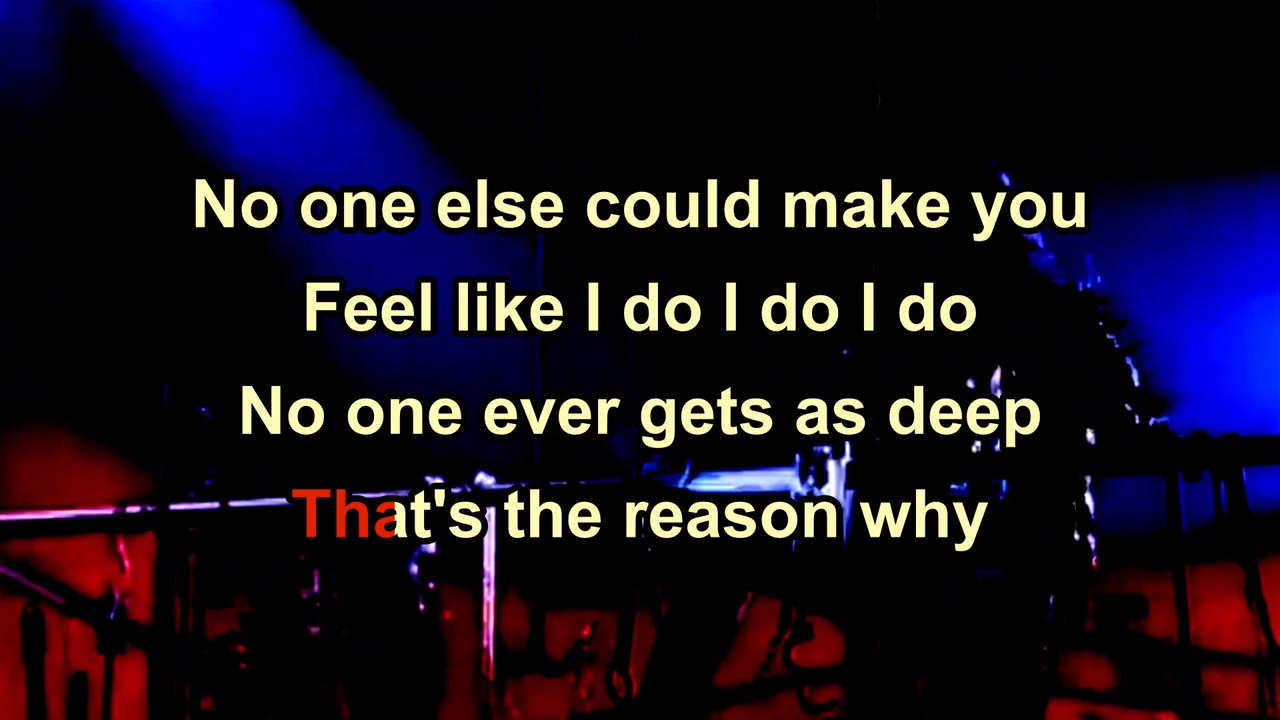 No one else could make you
Feel like I do I do I do
No one ever gets as deep
That's the reason why